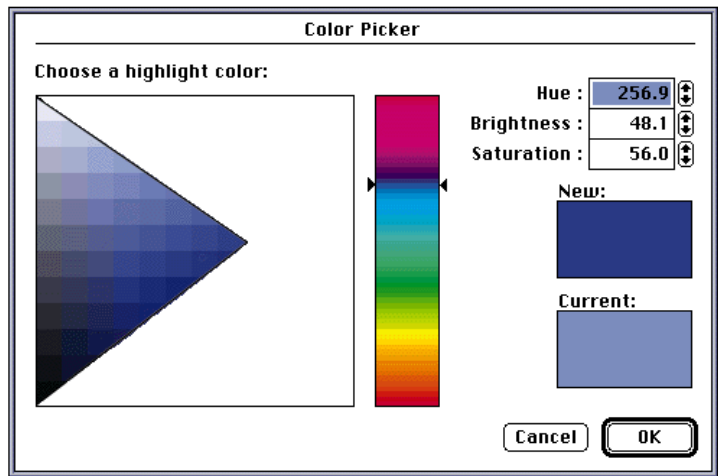 Color Picker
Choose a highlight color:
Hue : 256.9
Brightness : 48.1
Saturation : 56.0
New:
Current:
Cancel
OK